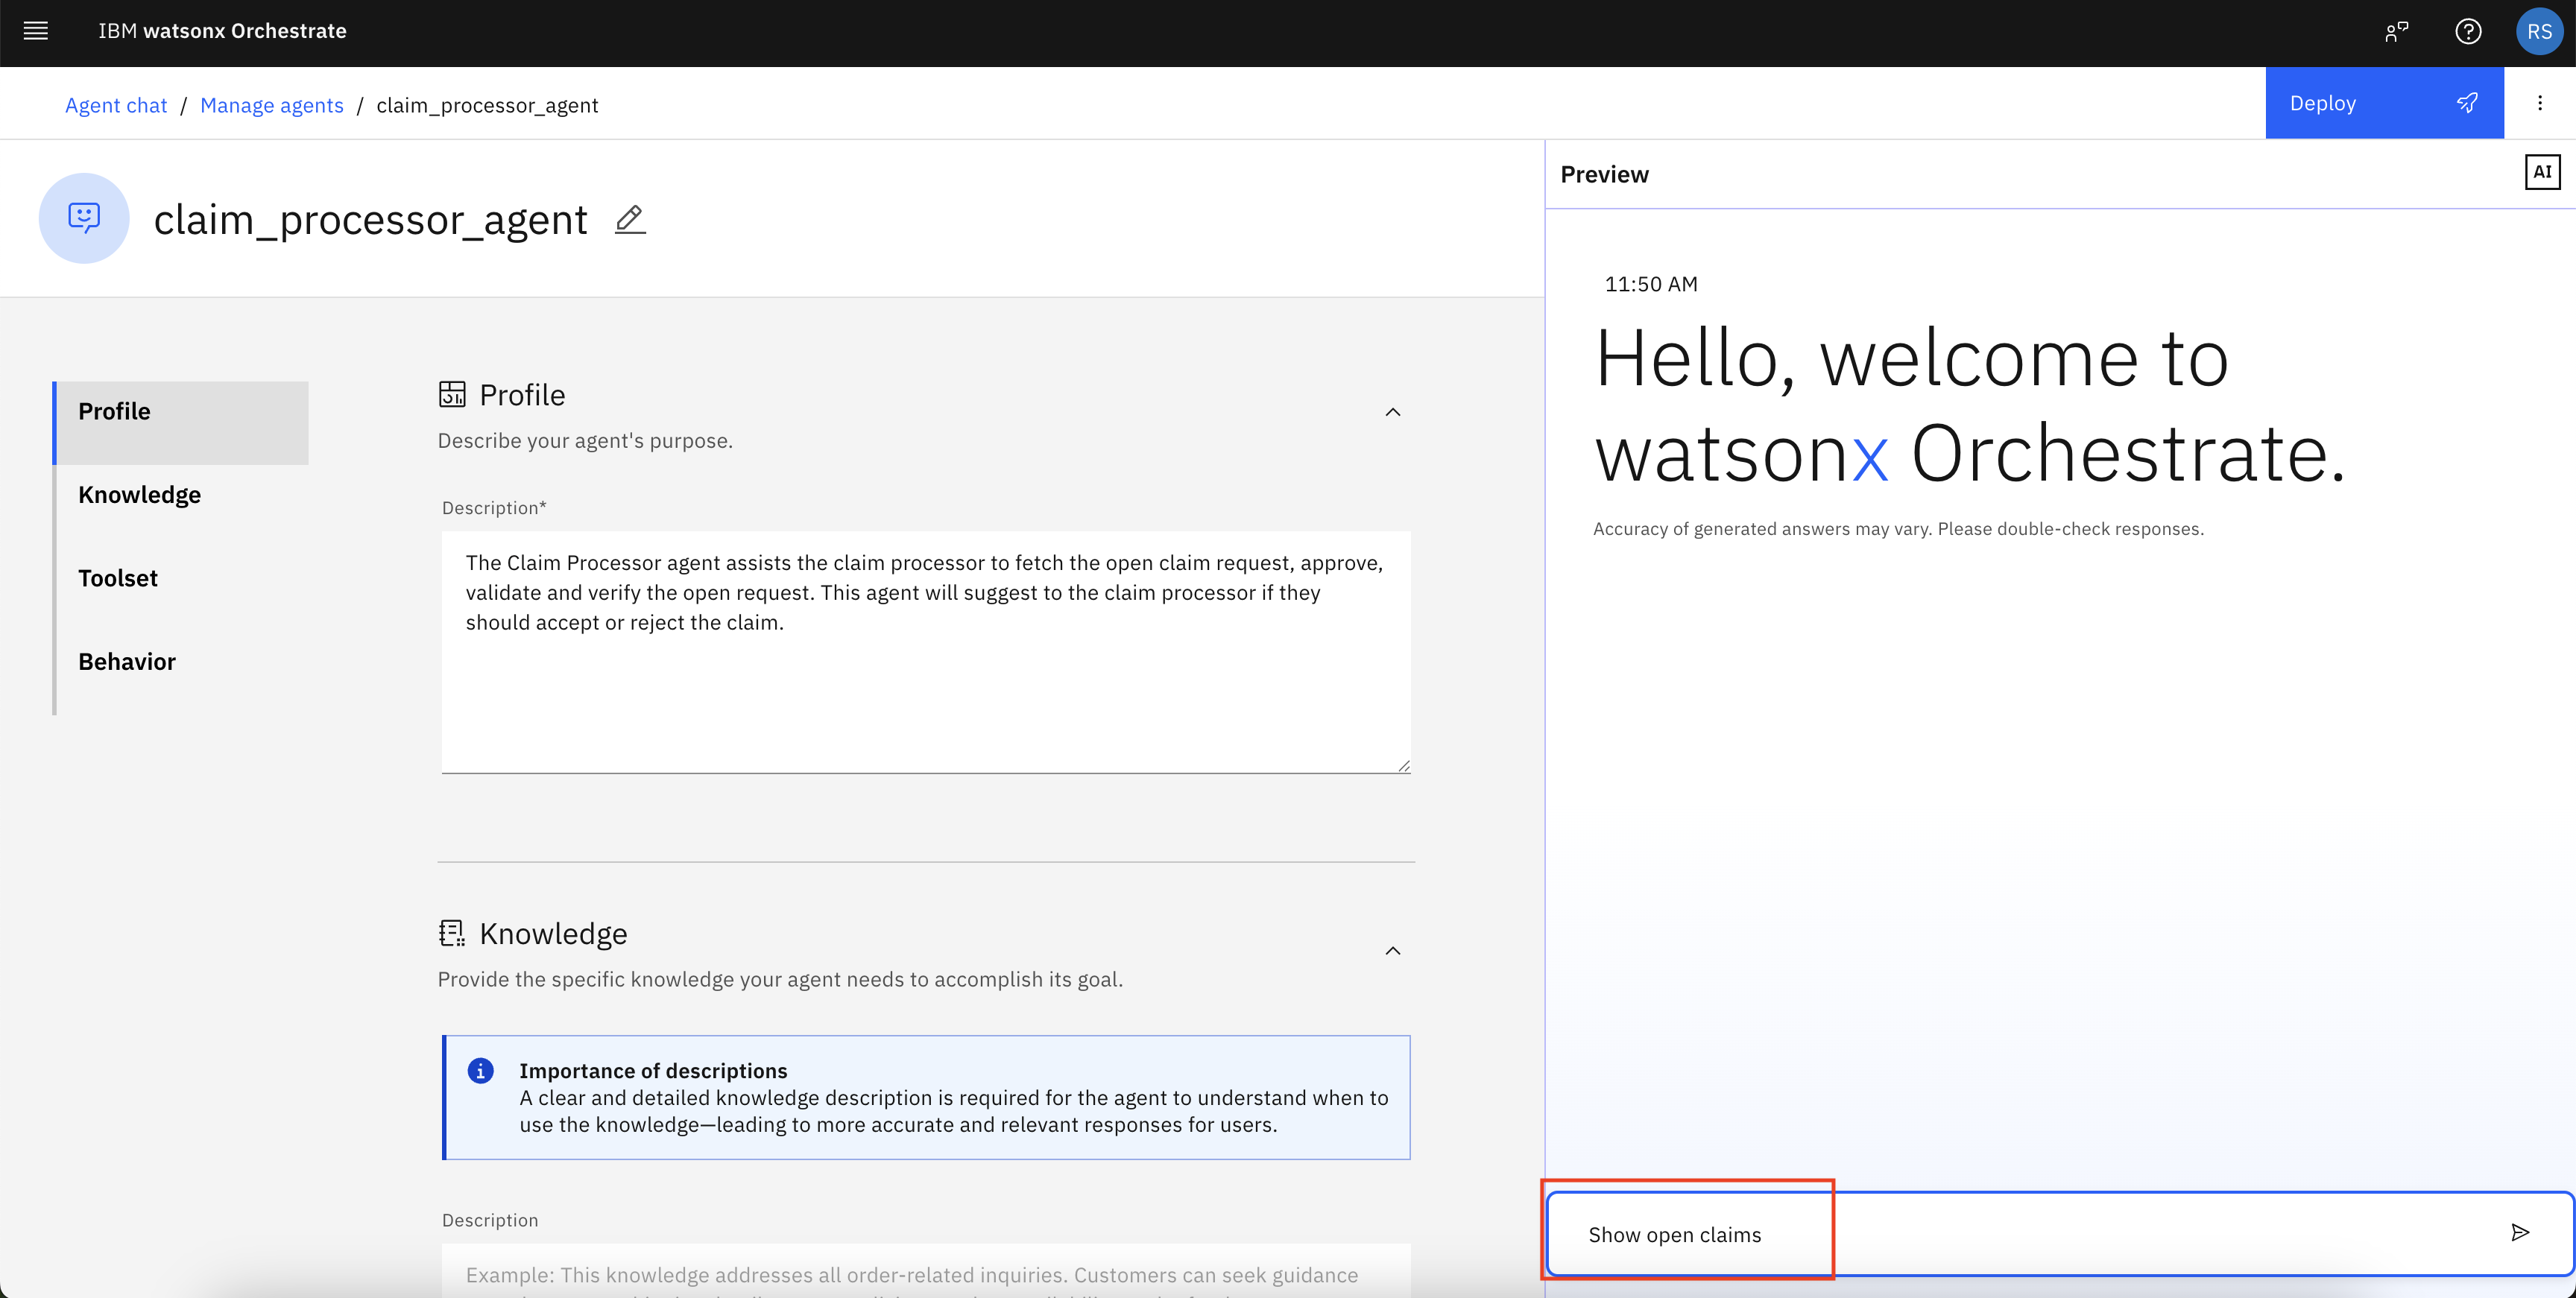 IBM watsonx Orchestrate
RS
Agent chat / Manage agents / claim_processor_agent
Deploy
claim_processor_agent
Profile
Knowledge
Toolset
Behavior
Profile
Describe your agent's purpose.
Description*
The Claim Processor agent assists the claim processor to fetch the open claim request, approve,
validate and verify the open request. This agent will suggest to the claim processor if they
should accept or reject the claim.
Knowledge
Provide the specific knowledge your agent needs to accomplish its goal.
Importance of descriptions
A clear and detailed knowledge description is required for the agent to understand when to
use the knowledge—leading to more accurate and relevant responses for users.
Description
Example: This knowledge addresses all order-related inquiries. Customers can seek guidance
Preview
AI
11:50 AM
Hello, welcome to
watsonx Orchestrate.
Accuracy of generated answers may vary. Please double-check responses.
Show open claims